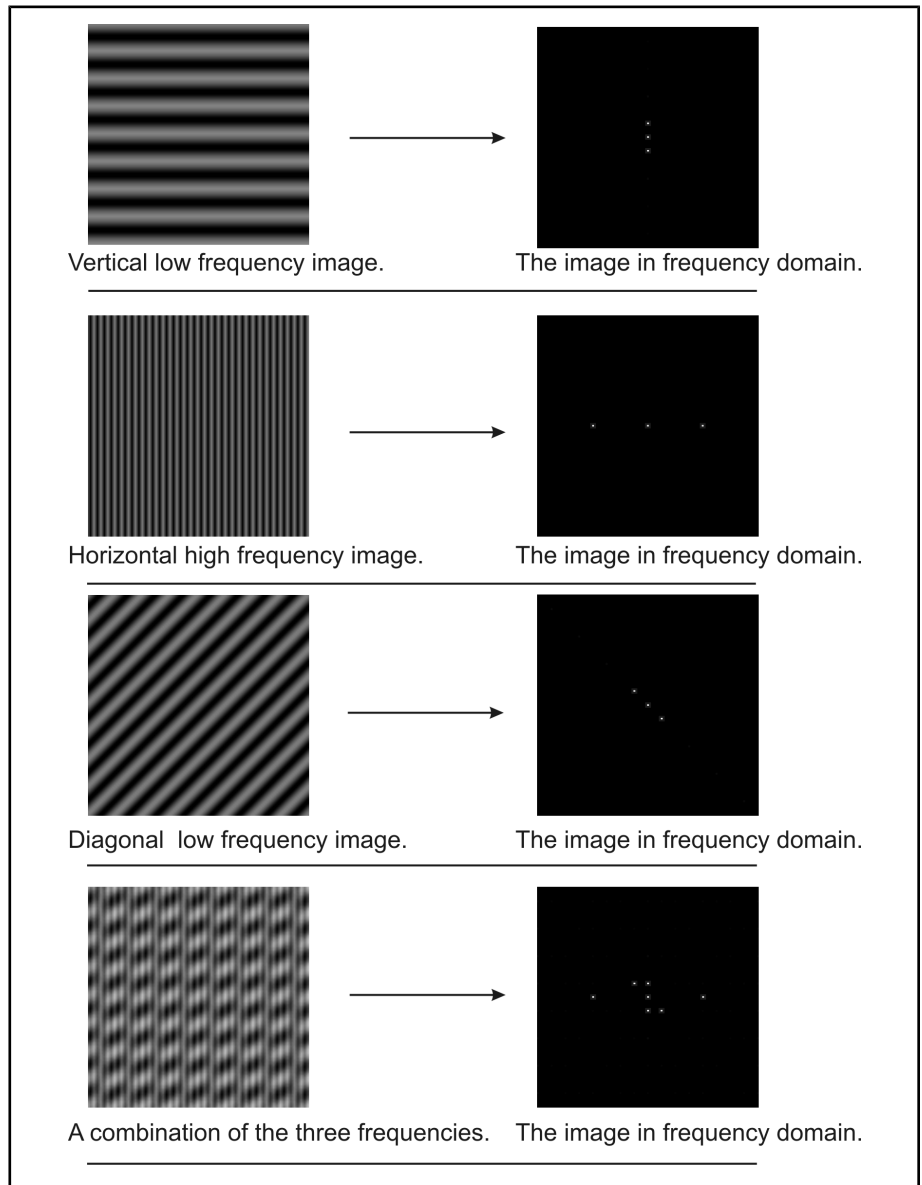 Vertical low frequency image.
The image in frequency domain.
Horizontal high frequency image.
The image in frequency domain.
Diagonal  low frequency image.
The image in frequency domain.
A combination of the three frequencies.
The image in frequency domain.